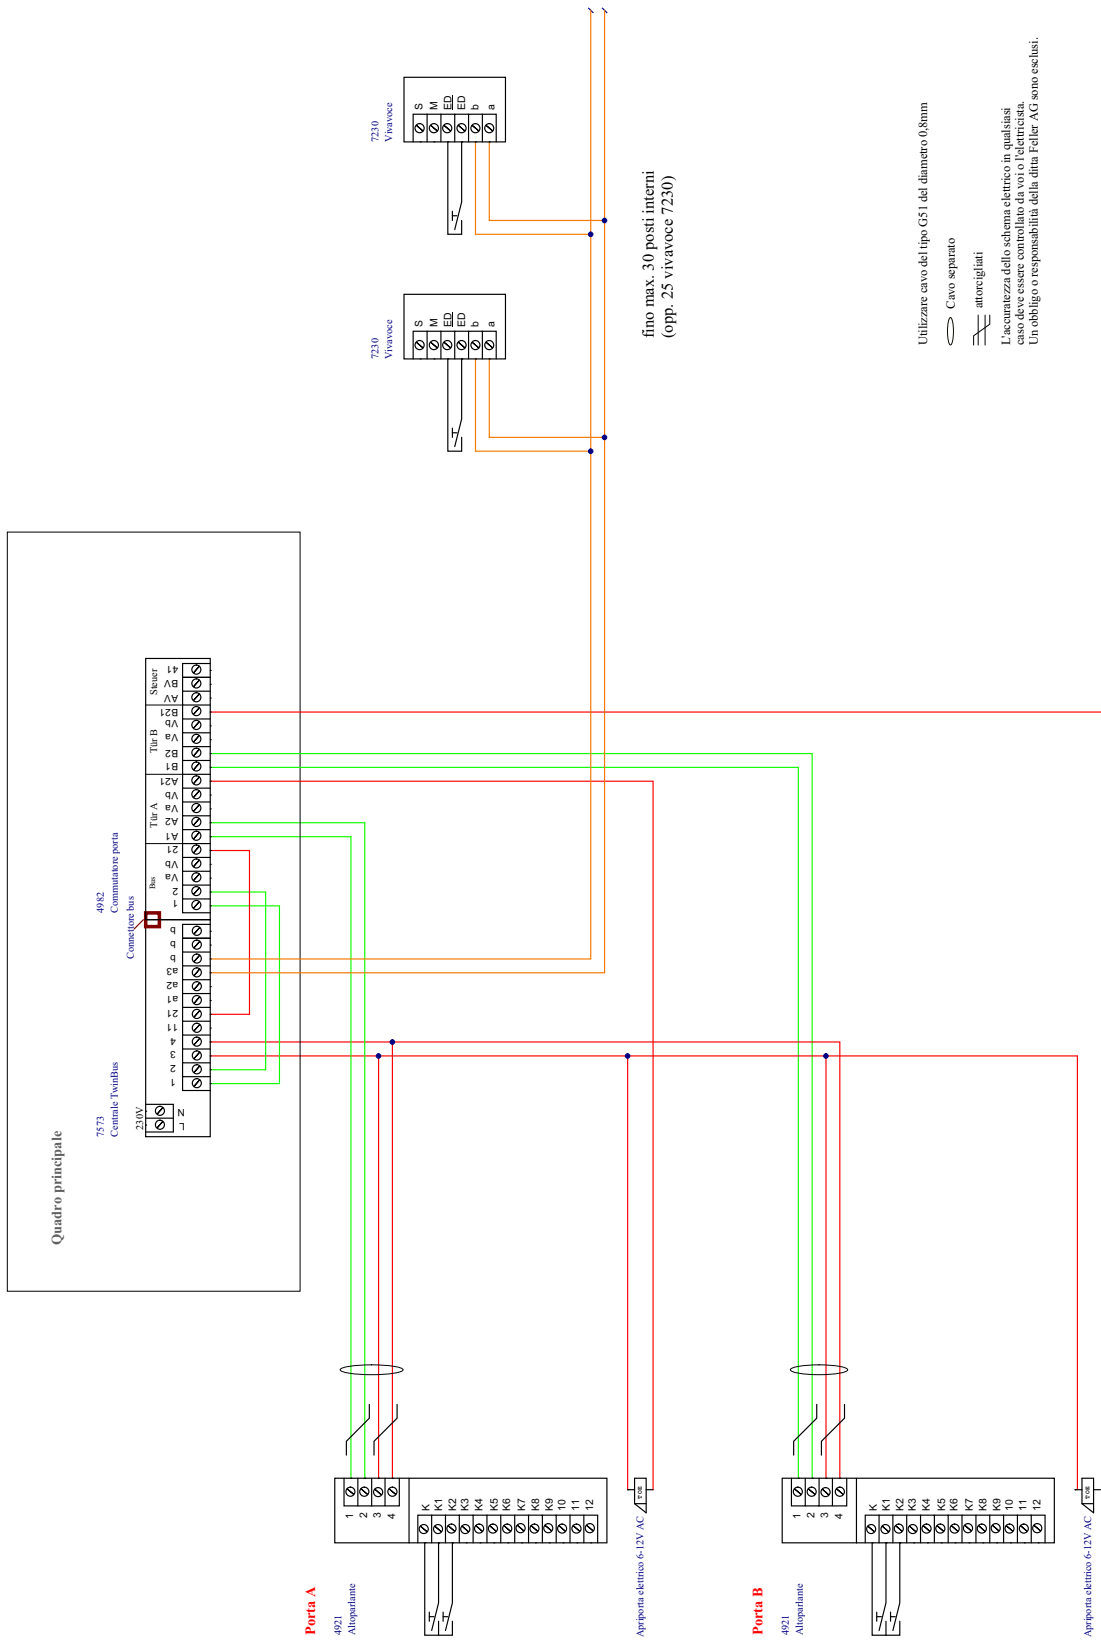 Quadro principale
7573
Centrale TwinBus
230V
L
N
1
2
3
4
11
21
a1
a2
a3
b
b
b
Connettore bus
4982
Commutatore porta
Bus
1
2
Va
Vb
21
Tür A
A1
A2
Va
Vb
A21
Tür B
B1
B2
Va
Vb
B21
Steuer
AV
BV
41
7230
Vivavoce
S
M
ED
ED
b
a
7230
Vivavoce
S
M
ED
ED
b
a
fino max. 30 posti interni
(opp. 25 vivavoce 7230)
Porta A
4921
Altoparlante
1
2
3
4
K
K1
K2
K3
K4
K5
K6
K7
K8
K9
10
11
12
Apriporta elettrico 6-12V AC
TOE
Porta B
4921
Altoparlante
1
2
3
4
K
K1
K2
K3
K4
K5
K6
K7
K8
K9
10
11
12
Apriporta elettrico 6-12V AC
TOE
Utilizzare cavo del tipo G51 del diametro 0,8mm
Cavo separato
attorcigliati
L'accuratezza dello schema elettrico in qualsiasi
caso deve essere controllato da voi o l'elettricista.
Un obbligo o responsabilità della ditta Feller AG sono esclusi.